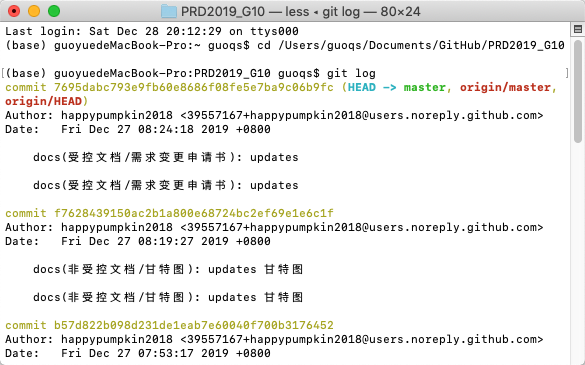 PRD2019_G10 — less ◂ git log — 80×24
Last login: Sat Dec 28 20:12:29 on ttys000
(base) guoyuedeMacBook-Pro:~ guoqs$ cd /Users/guoqs/Documents/GitHub/PRD2019_G10
[(base) guoyuedeMacBook-Pro:PRD2019_G10 guoqs$ git log ]
commit 7695dabc793e9fb60e8686f08fe5e7ba9c06b9fc (HEAD -> master, origin/master,
origin/HEAD)
Author: happypumpkin2018 <39557167+happypumpkin2018@users.noreply.github.com>
Date:   Fri Dec 27 08:24:18 2019 +0800
docs(受控文档/需求变更申请书): updates
docs(受控文档/需求变更申请书): updates
commit f7628439150ac2b1a800e68724bc2ef69e1e6c1f
Author: happypumpkin2018 <39557167+happypumpkin2018@users.noreply.github.com>
Date:   Fri Dec 27 08:19:27 2019 +0800
docs(非受控文档/甘特图): updates 甘特图
docs(非受控文档/甘特图): updates 甘特图
commit b57d822b098d231de1eab7e60040f700b3176452
Author: happypumpkin2018 <39557167+happypumpkin2018@users.noreply.github.com>
Date:   Fri Dec 27 07:53:17 2019 +0800